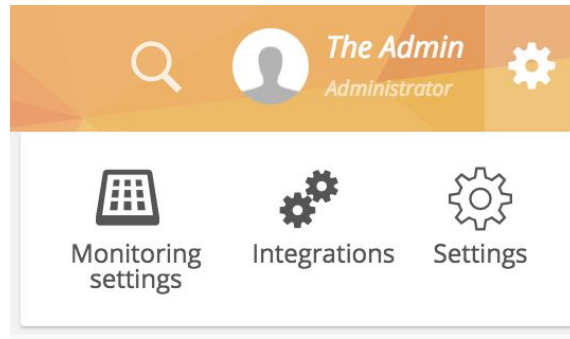 The Admin
Administrator
Monitoring
settings
Integrations
Settings